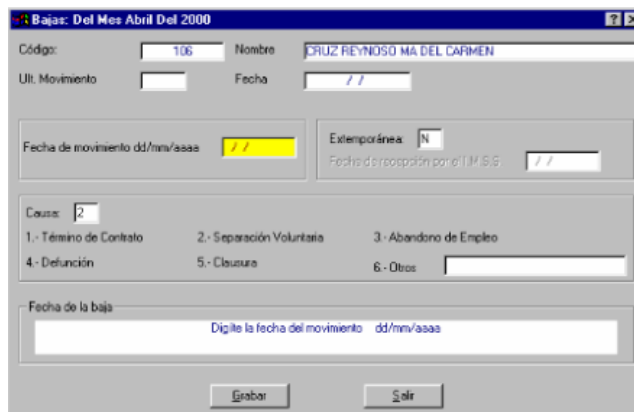 Bajas: Del Mes Abril Del 2000
Código: 106 Nombre CRUZ REYNOSO MA DEL CARMEN
Ult. Movimiento Fecha / /
Fecha de movimiento dd/mm/aaaa / /
Extemporánea: N
Fecha de recepción por el I.M.S.S. / /
Causa: 2
1.- Término de Contrato 2.- Separación Voluntaria 3.- Abandono de Empleo
4.- Defunción 5.- Clausura 6.- Otros
Fecha de la baja
Digite la fecha del movimiento dd/mm/aaaa
Grabar Salir